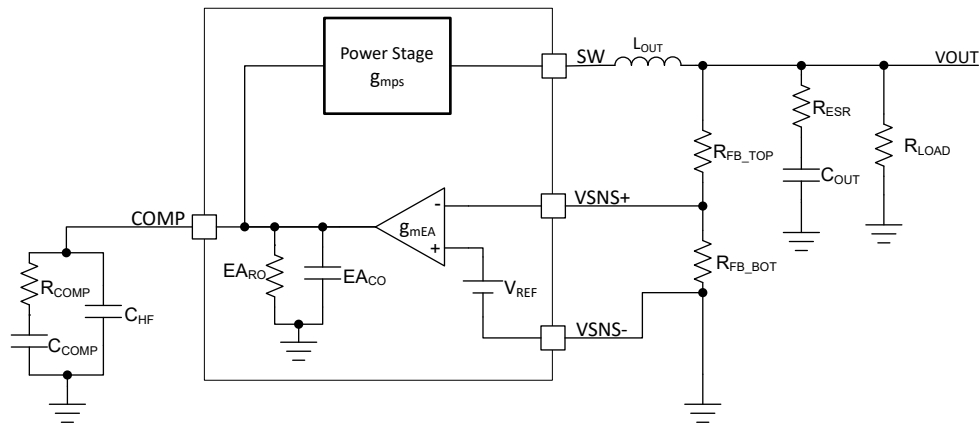 Power Stage
gmps
SW
LOUT
VOUT
RESR
COUT
RFB_TOP
RLOAD
COMP
VSNS+
-
gmEA
+
EARO
EACO
RFB_BOT
VREF
VSNS-
RCOMP
CHF
CCOMP